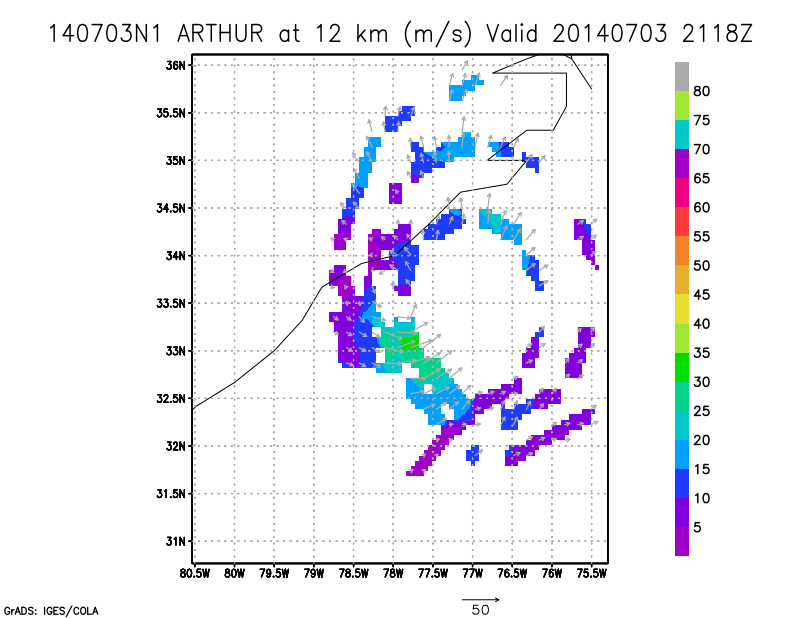 140703N1 ARTHUR at 12 km (m/s) Valid 20140703 2118Z
36N
35.5N
35N
34.5N
34N
33.5N
33N
32.5N
32N
31.5N
31N
80.5W 80W 79.5W 79W 78.5W 78W 77.5W 77W 76.5W 76W 75.5W
80
75
70
65
60
55
50
45
40
35
30
25
20
15
10
5
50
GrADS: IGES/COLA